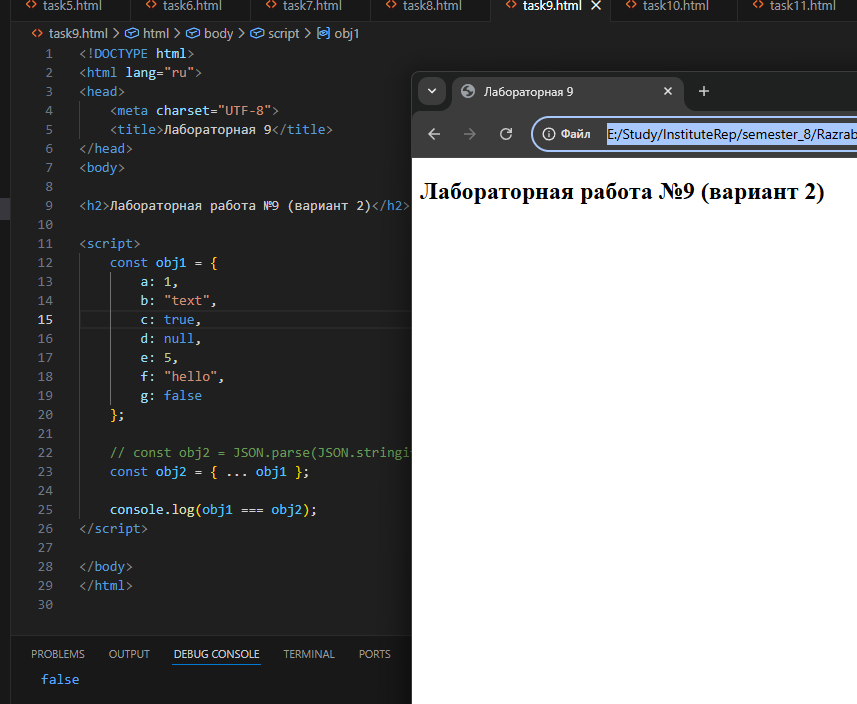 task5.html task6.html task7.html task8.html task9.html task10.html task11.html
task9.html > html > body > script > obj1
1 <!DOCTYPE html>
2 <html lang="ru">
3 <head>
4 <meta charset="UTF-8">
5 <title>Лабораторная 9</title>
6 </head>
7 <body>
8
9 <h2>Лабораторная работа №9 (вариант 2)</h2>
10
11 <script>
12 const obj1 = {
13 a: 1,
14 b: "text",
15 c: true,
16 d: null,
17 e: 5,
18 f: "hello",
19 g: false
20 };
21
22 // const obj2 = JSON.parse(JSON.stringi
23 const obj2 = { ... obj1 };
24
25 console.log(obj1 === obj2);
26 </script>
27
28 </body>
29 </html>
30
PROBLEMS OUTPUT DEBUG CONSOLE TERMINAL PORTS
false
Лабораторная 9
Файл E:/Study/InstituteRep/semester_8/Razrab
Лабораторная работа №9 (вариант 2)